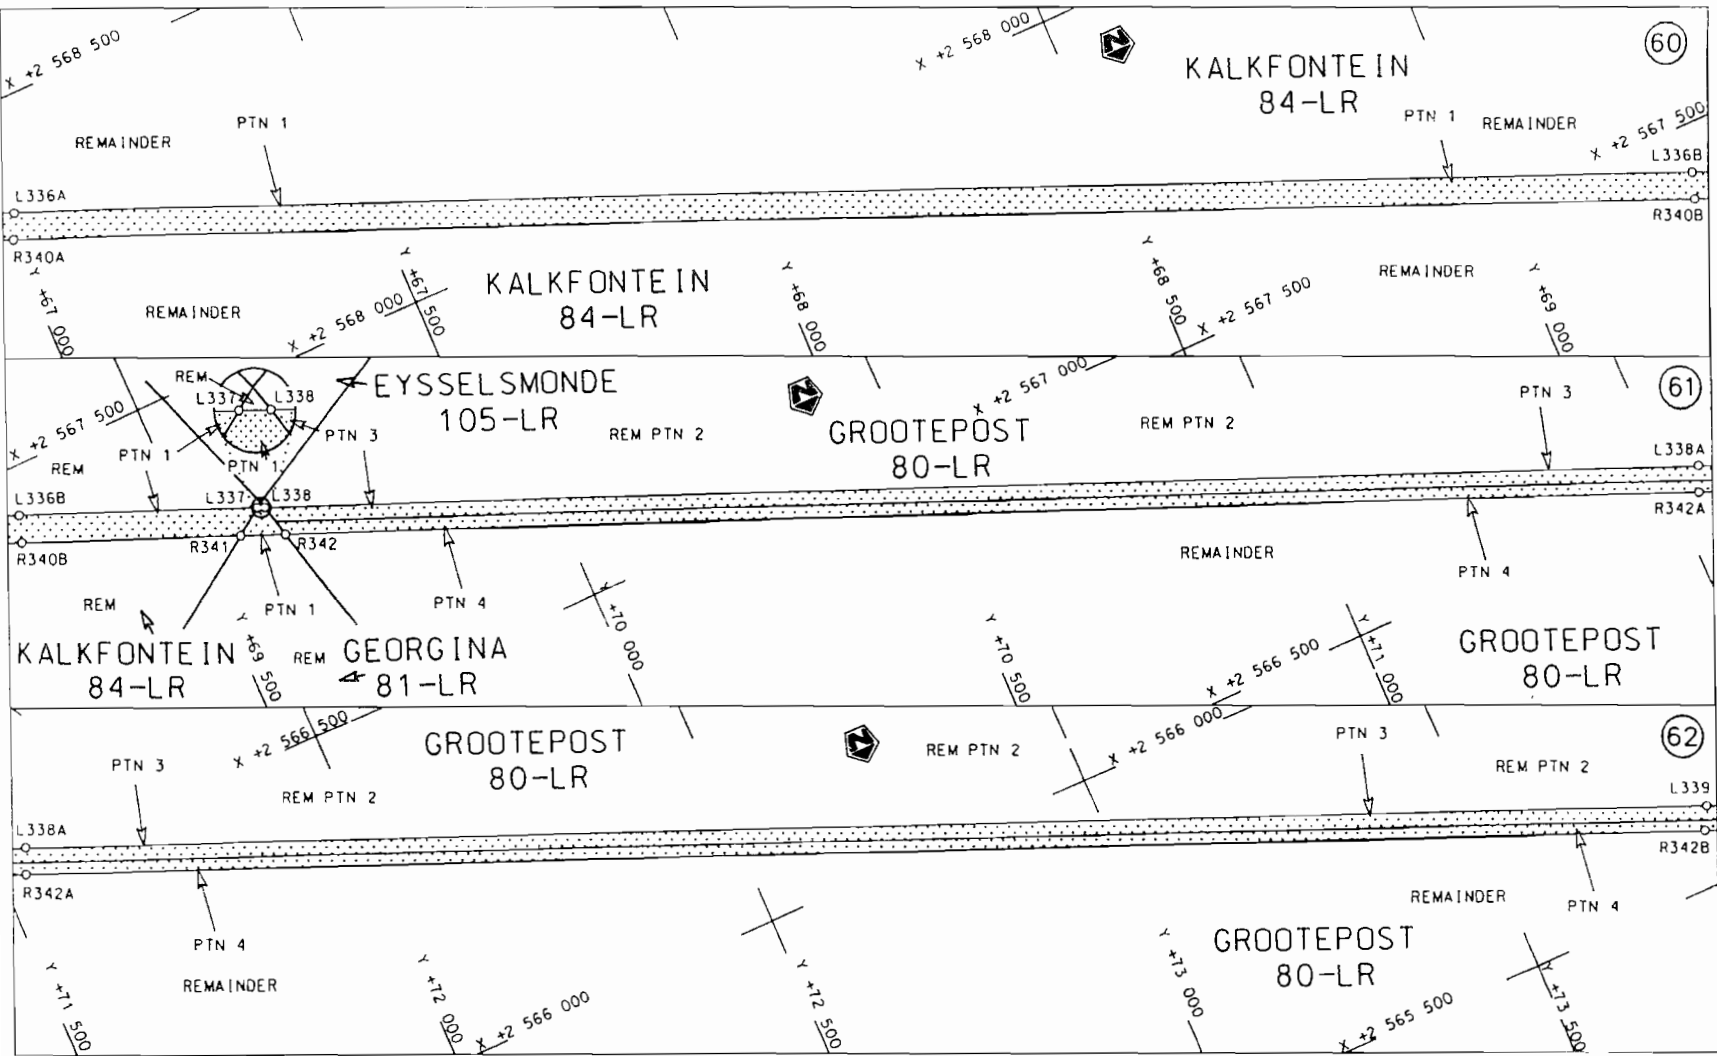 X +2 568 500
X +2 568 000
60
KALKFONTEIN
84-LR
PTN 1
REMAINDER
PTN 1
REMAINDER
X +2 567 500
L336A
L336B
R340A
R340B
Y +67 000
REMAINDER
X +2 568 000
Y +67 500
KALKFONTEIN
84-LR
Y +68 000
Y +68 500
X +2 567 500
REMAINDER
Y +69 000
61
REM
EYSSELSMONDE
105-LR
L337
L338
X +2 567 500
X +2 567 000
PTN 3
REM PTN 2
GROOTEPOST
80-LR
REM PTN 2
PTN 1
PTN 3
PTN 1
REM
L338A
L336B
L337
L338
R340B
R341
R342
R342A
REMAINDER
REM
PTN 1
PTN 4
PTN 4
KALKFONTEIN
84-LR
Y +69 500
REM
GEORGINA
81-LR
Y +70 000
Y +70 500
X +2 566 500
Y +71 000
GROOTEPOST
80-LR
X +2 566 500
GROOTEPOST
80-LR
REM PTN 2
X +2 566 000
PTN 3
62
PTN 3
REM PTN 2
REM PTN 2
L338A
L339
R342A
R342B
PTN 4
REMAINDER
PTN 4
REMAINDER
GROOTEPOST
80-LR
Y +71 500
Y +72 000
X +2 566 000
Y +72 500
Y +73 000
X +2 565 500
Y +73 500